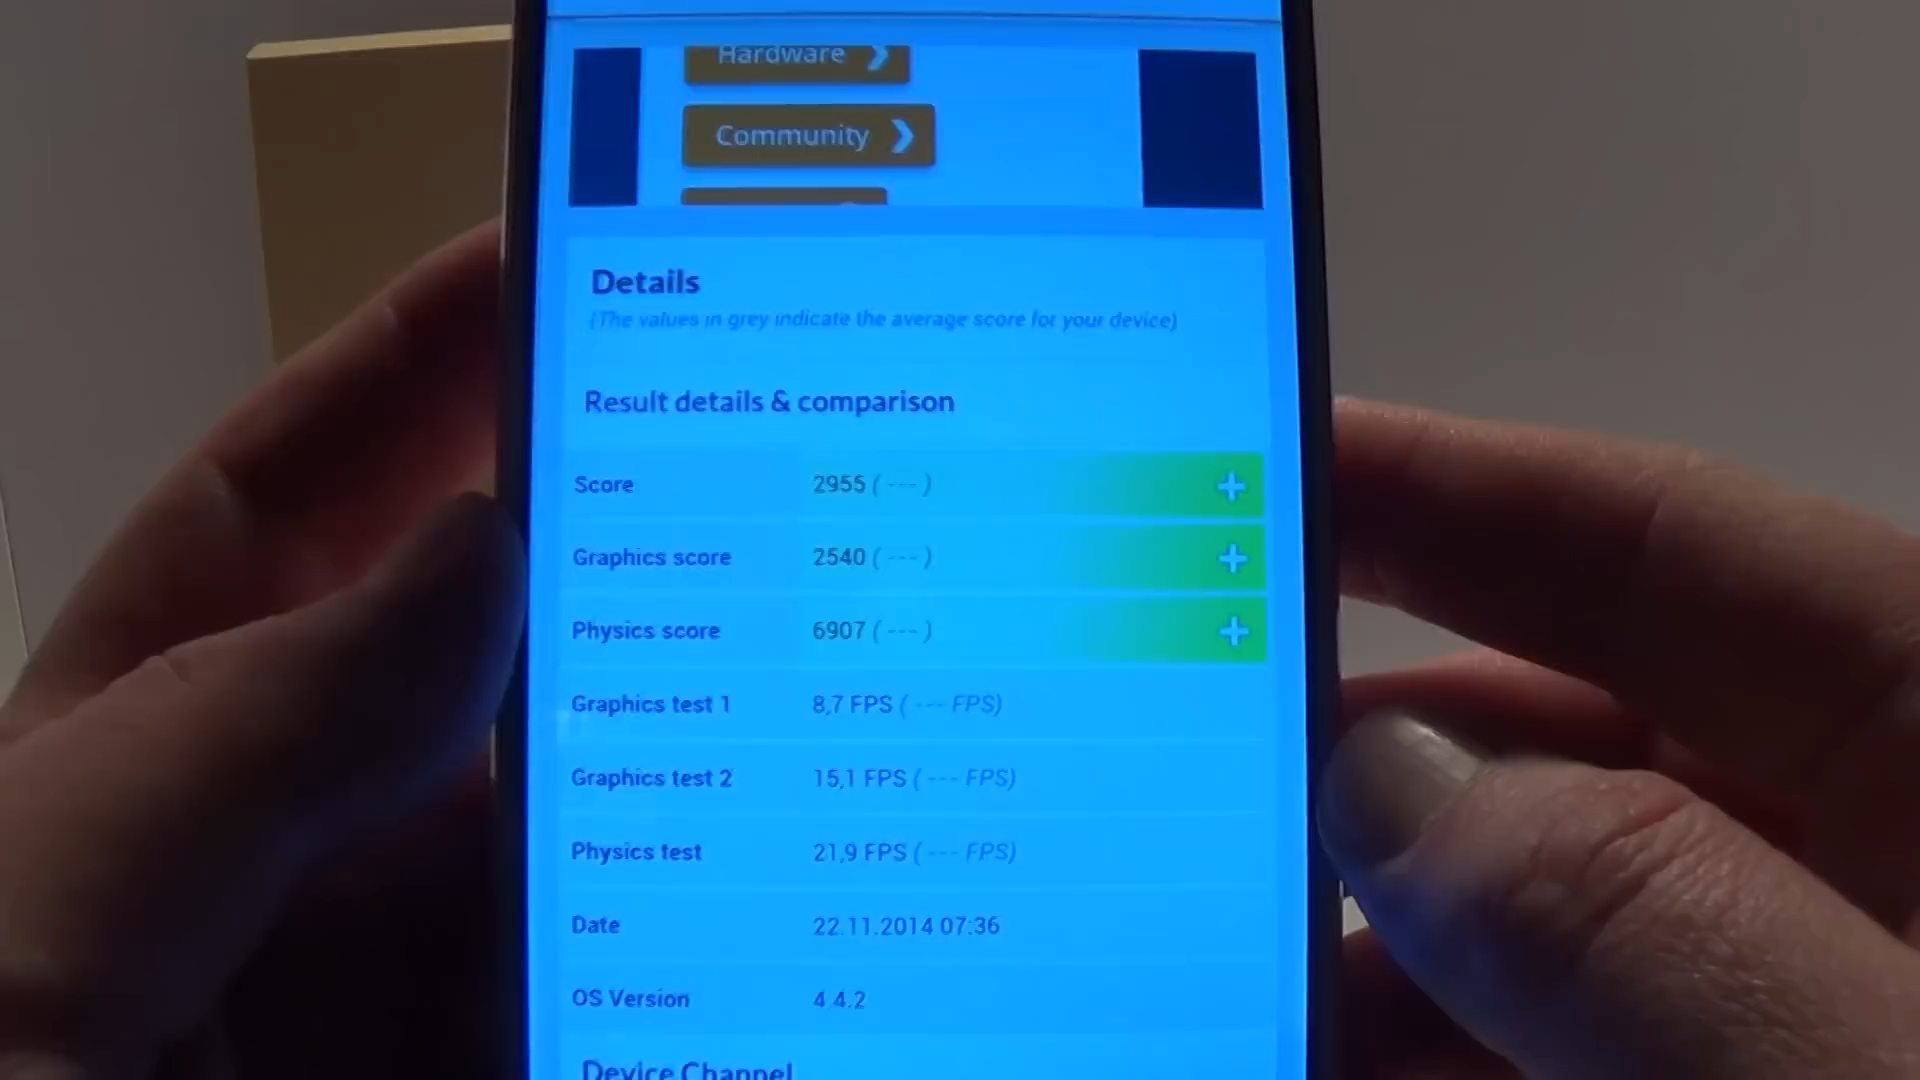 Hardware
Community
Details
(The values in grey indicate the average score for your device)
Result details & comparison
Score 2955 ( --- )
Graphics score 2540 ( --- )
Physics score 6907 ( --- )
Graphics test 1 8,7 FPS ( --- FPS)
Graphics test 2 15,1 FPS ( --- FPS)
Physics test 21,9 FPS ( --- FPS)
Date 22.11.2014 07:36
OS Version 4.4.2
Device Channel